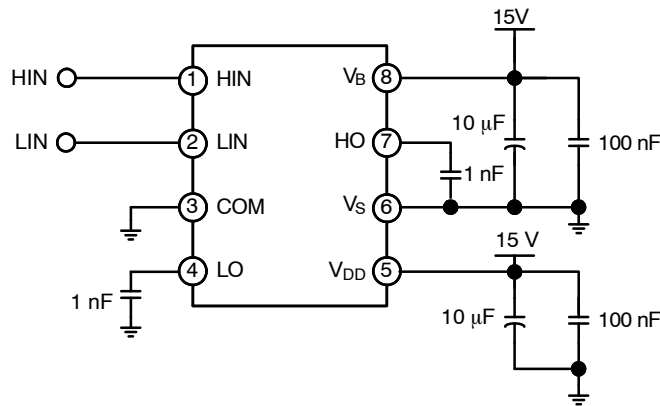 15V
HIN
1
HIN
VB
8
10 μF
100 nF
LIN
2
LIN
HO
7
1 nF
3
COM
VS
6
15 V
4
LO
VDD
5
1 nF
10 μF
100 nF